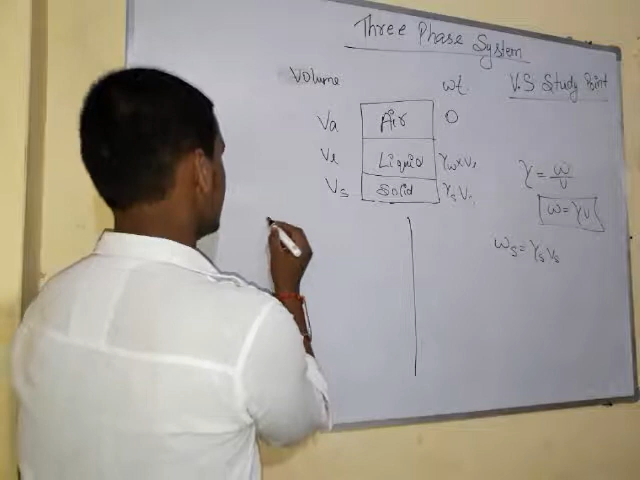 Three Phase System
Volume wt. V.S Study Point
Va Air 0
Vl Liquid γw×Vl
Vs Solid γsVs
γ = w/v
w = γV
ws = γsVs